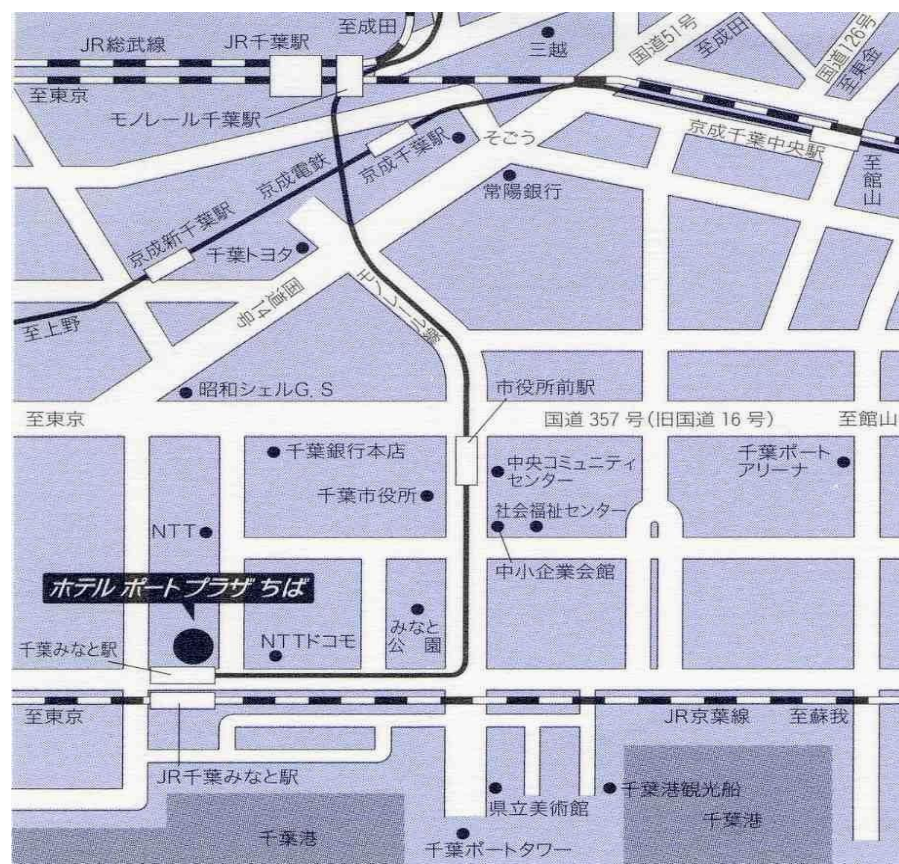 至成田
JR総武線
JR千葉駅
三越
国道51号
至成田
国道126号
至東金
至東京
モノレール千葉駅
京成千葉駅
そごう
京成千葉中央駅
至館山
京成電鉄
常陽銀行
京成新千葉駅
千葉トヨタ
国道14号
モノレール線
至上野
昭和シェルG.S
市役所前駅
至東京
国道357号(旧国道16号)
至館山
千葉銀行本店
中央コミュニティ
センター
千葉ポート
アリーナ
千葉市役所
社会福祉センター
NTT
中小企業会館
ホテル ポート プラザ ちば
みなと
公園
千葉みなと駅
NTTドコモ
至東京
JR京葉線
至蘇我
JR千葉みなと駅
県立美術館
千葉港観光船
千葉港
千葉港
千葉ポートタワー